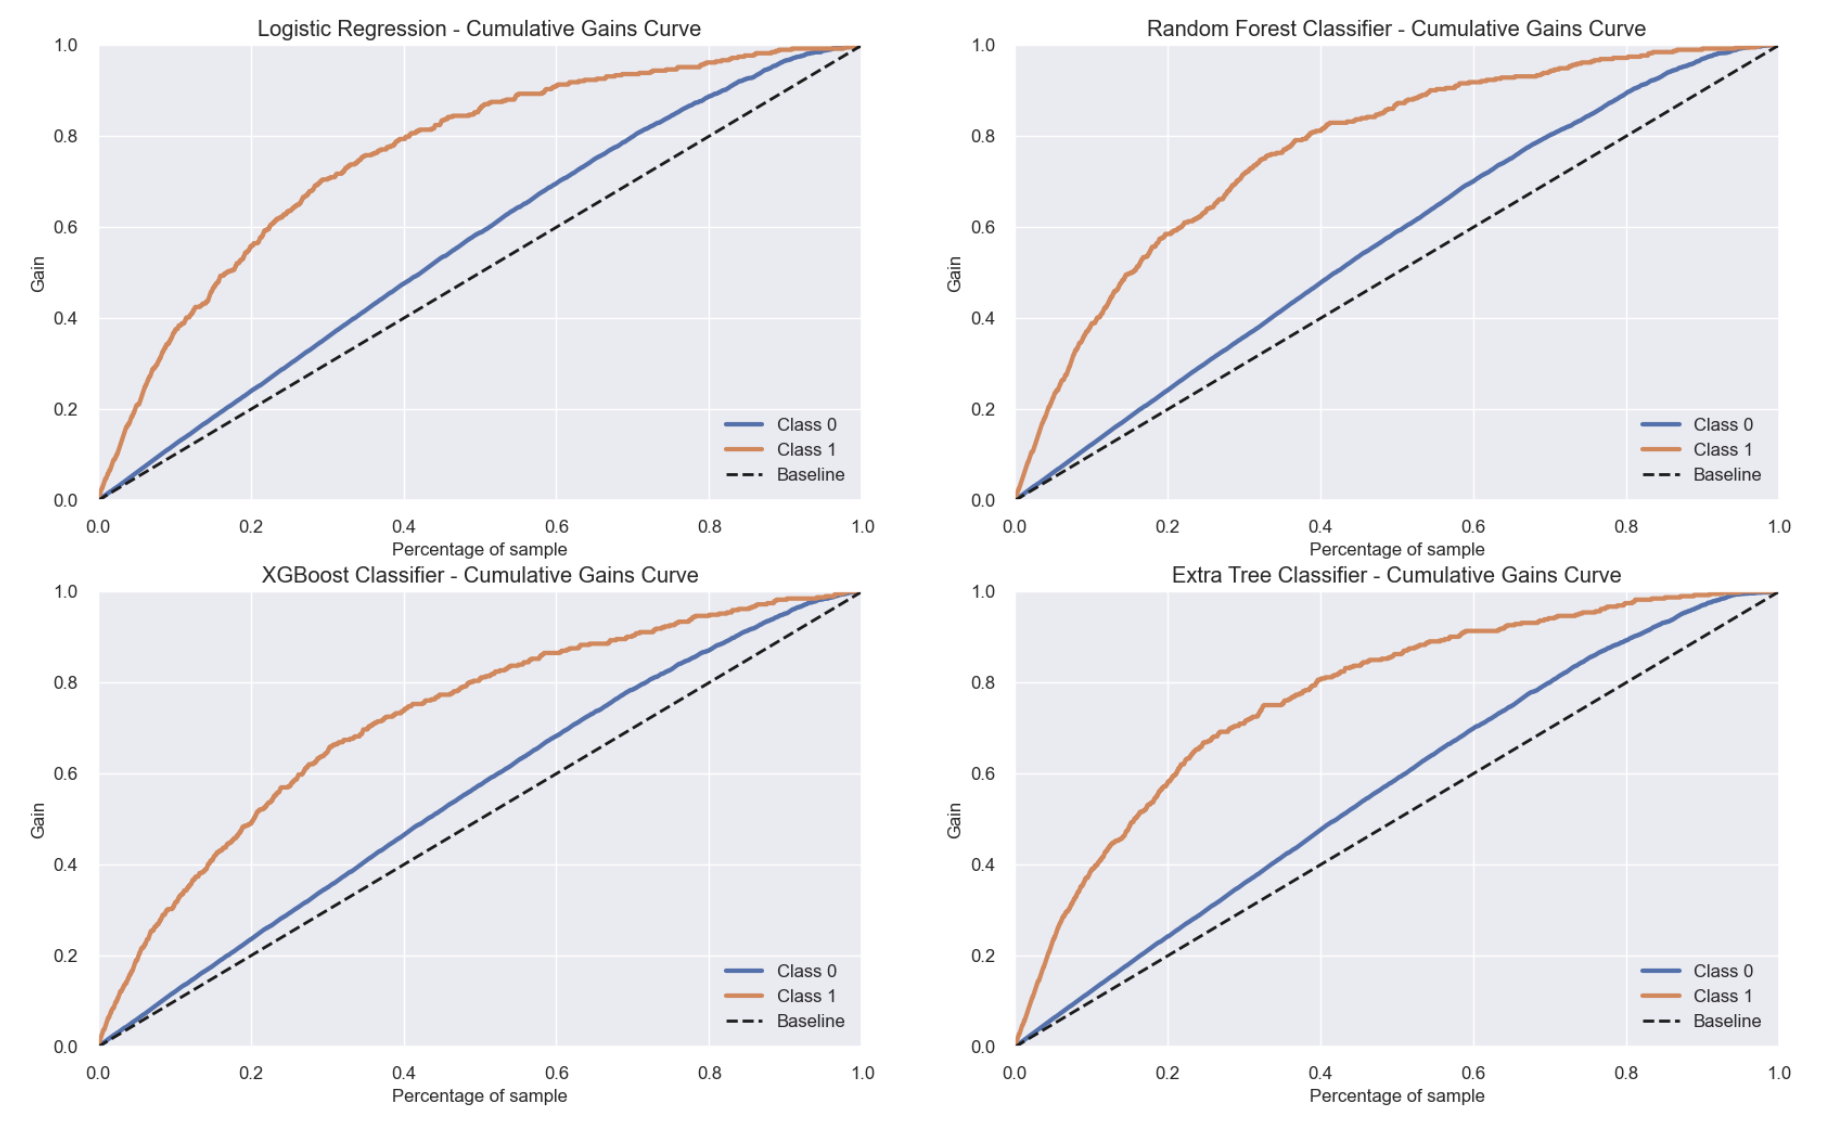 Logistic Regression - Cumulative Gains Curve
1.0
0.8
0.6
0.4
0.2
0.0
Gain
0.0 0.2 0.4 0.6 0.8 1.0
Percentage of sample
Class 0
Class 1
Baseline
Random Forest Classifier - Cumulative Gains Curve
1.0
0.8
0.6
0.4
0.2
0.0
Gain
0.0 0.2 0.4 0.6 0.8 1.0
Percentage of sample
Class 0
Class 1
Baseline
XGBoost Classifier - Cumulative Gains Curve
1.0
0.8
0.6
0.4
0.2
0.0
Gain
0.0 0.2 0.4 0.6 0.8 1.0
Percentage of sample
Class 0
Class 1
Baseline
Extra Tree Classifier - Cumulative Gains Curve
1.0
0.8
0.6
0.4
0.2
0.0
Gain
0.0 0.2 0.4 0.6 0.8 1.0
Percentage of sample
Class 0
Class 1
Baseline